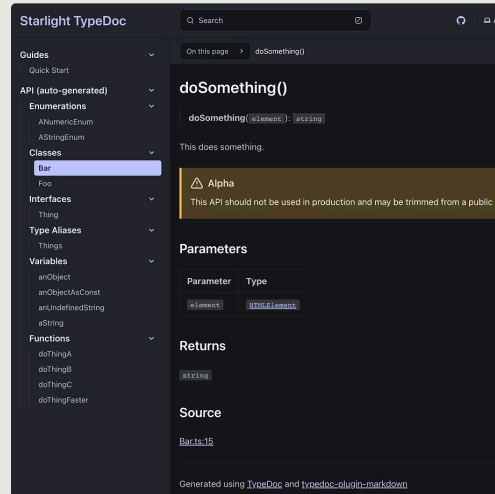 Starlight TypeDoc
Search
Guides
Quick Start
API (auto-generated)
Enumerations
ANumericEnum
AStringEnum
Classes
Bar
Foo
Interfaces
Thing
Type Aliases
Things
Variables
anObject
anObjectAsConst
anUndefinedString
aString
Functions
doThingA
doThingB
doThingC
doThingFaster
On this page > doSomething()
doSomething()
doSomething(element): string
This does something.
Alpha
This API should not be used in production and may be trimmed from a public
Parameters
Parameter Type
element HTMLElement
Returns
string
Source
Bar.ts:15
Generated using TypeDoc and typedoc-plugin-markdown